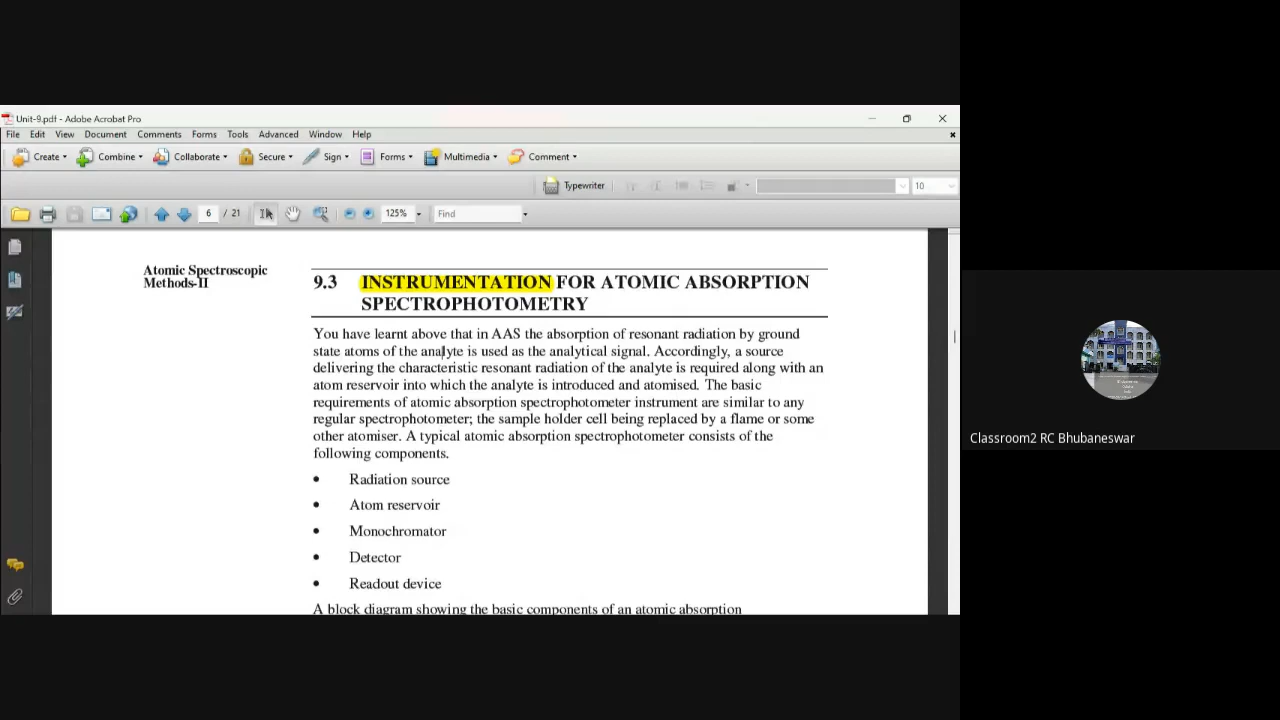 Unit-9.pdf - Adobe Acrobat Pro
File Edit View Document Comments Forms Tools Advanced Window Help
Create Combine Collaborate Secure Sign Forms Multimedia Comment
Typewriter 10
6 / 21 125% Find
Atomic Spectroscopic
Methods-II
9.3 INSTRUMENTATION FOR ATOMIC ABSORPTION
SPECTROPHOTOMETRY
You have learnt above that in AAS the absorption of resonant radiation by ground
state atoms of the analyte is used as the analytical signal. Accordingly, a source
delivering the characteristic resonant radiation of the analyte is required along with an
atom reservoir into which the analyte is introduced and atomised. The basic
requirements of atomic absorption spectrophotometer instrument are similar to any
regular spectrophotometer; the sample holder cell being replaced by a flame or some
other atomiser. A typical atomic absorption spectrophotometer consists of the
following components.
• Radiation source
• Atom reservoir
• Monochromator
• Detector
• Readout device
A block diagram showing the basic components of an atomic absorption
Classroom2 RC Bhubaneswar